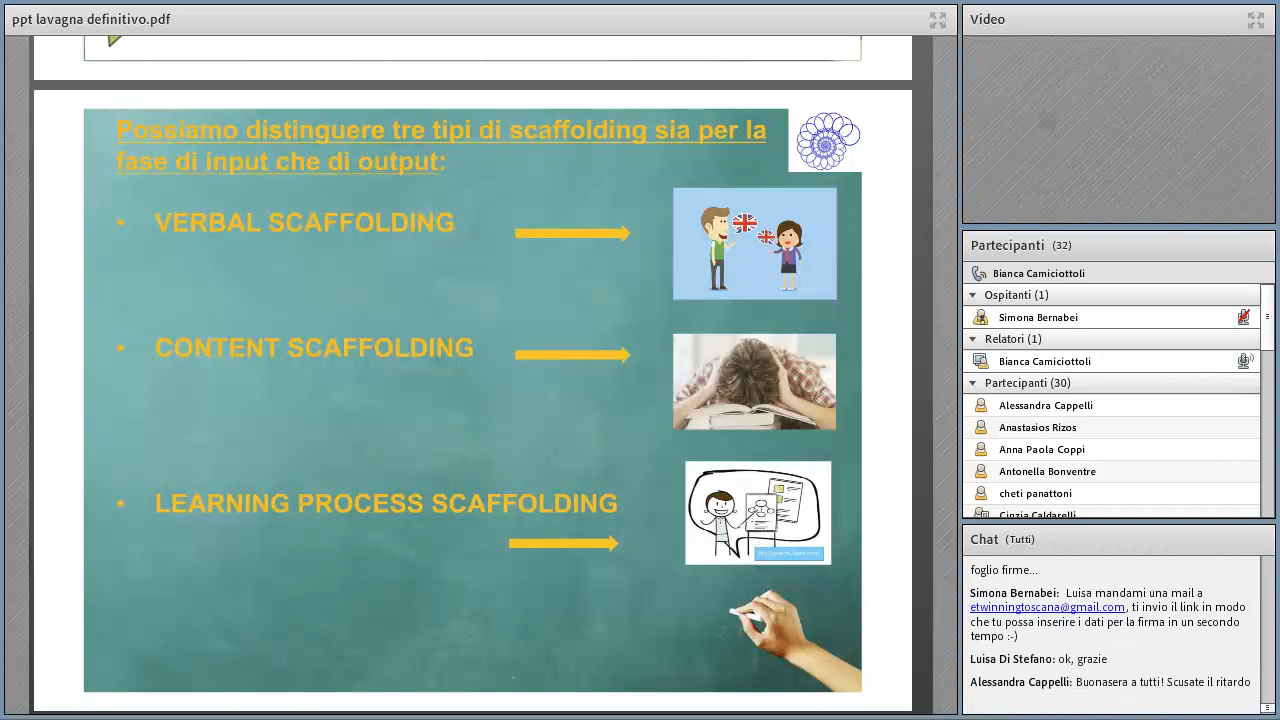 ppt lavagna definitivo.pdf
Possiamo distinguere tre tipi di scaffolding sia per la
fase di input che di output:
• VERBAL SCAFFOLDING
• CONTENT SCAFFOLDING
• LEARNING PROCESS SCAFFOLDING
Video
Partecipanti (32)
Bianca Camiciottoli
Ospitanti (1)
Simona Bernabei
Relatori (1)
Bianca Camiciottoli
Partecipanti (30)
Alessandra Cappelli
Anastasios Rizos
Anna Paola Coppi
Antonella Bonventre
cheti panattoni
Cinzia Caldarelli
Chat (Tutti)
foglio firme...
Simona Bernabei: Luisa mandami una mail a
etwinningtoscana@gmail.com, ti invio il link in modo
che tu possa inserire i dati per la firma in un secondo
tempo :-)
Luisa Di Stefano: ok, grazie
Alessandra Cappelli: Buonasera a tutti! Scusate il ritardo